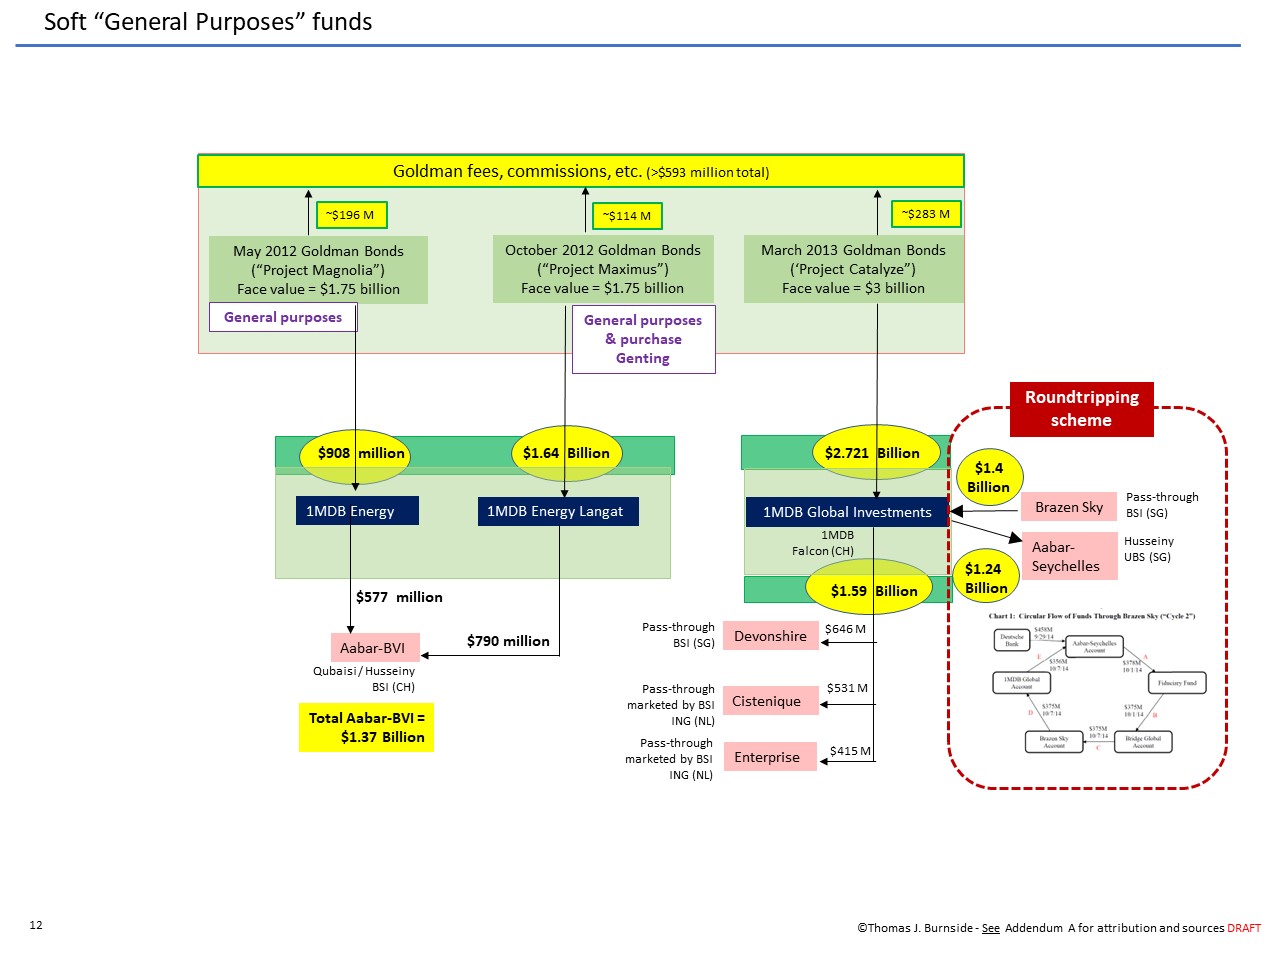 Soft “General Purposes” funds
Goldman fees, commissions, etc. (>$593 million total)
~$196 M
~$114 M
~$283 M
May 2012 Goldman Bonds
(“Project Magnolia”)
Face value = $1.75 billion
October 2012 Goldman Bonds
(“Project Maximus”)
Face value = $1.75 billion
March 2013 Goldman Bonds
(‘Project Catalyze”)
Face value = $3 billion
General purposes
General purposes
& purchase
Genting
Roundtripping
scheme
$908 million
$1.64 Billion
$2.721 Billion
$1.4
Billion
1MDB Energy
1MDB Energy Langat
1MDB Global Investments
Brazen Sky
Pass-through
BSI (SG)
1MDB
Falcon (CH)
Aabar-
Seychelles
Husseiny
UBS (SG)
$1.59 Billion
$1.24
Billion
$577 million
$790 million
Aabar-BVI
Qubaisi / Husseiny
BSI (CH)
Total Aabar-BVI =
$1.37 Billion
Pass-through
BSI (SG)
Devonshire
$646 M
Pass-through
marketed by BSI
ING (NL)
Cistenique
$531 M
Pass-through
marketed by BSI
ING (NL)
Enterprise
$415 M
Chart 1: Circular Flow of Funds Through Brazen Sky (“Cycle 2”)
Deutsche
Bank
$458M
9/29/14
Aabar-Seychelles
Account
E
$356M
10/7/14
$378M
10/1/14
A
1MDB Global
Account
Fiduciary Fund
D
$375M
10/7/14
$375M
10/1/14
B
Brazen Sky
Account
$375M
10/7/14
C
Bridge Global
Account
12
©Thomas J. Burnside - See Addendum A for attribution and sources DRAFT